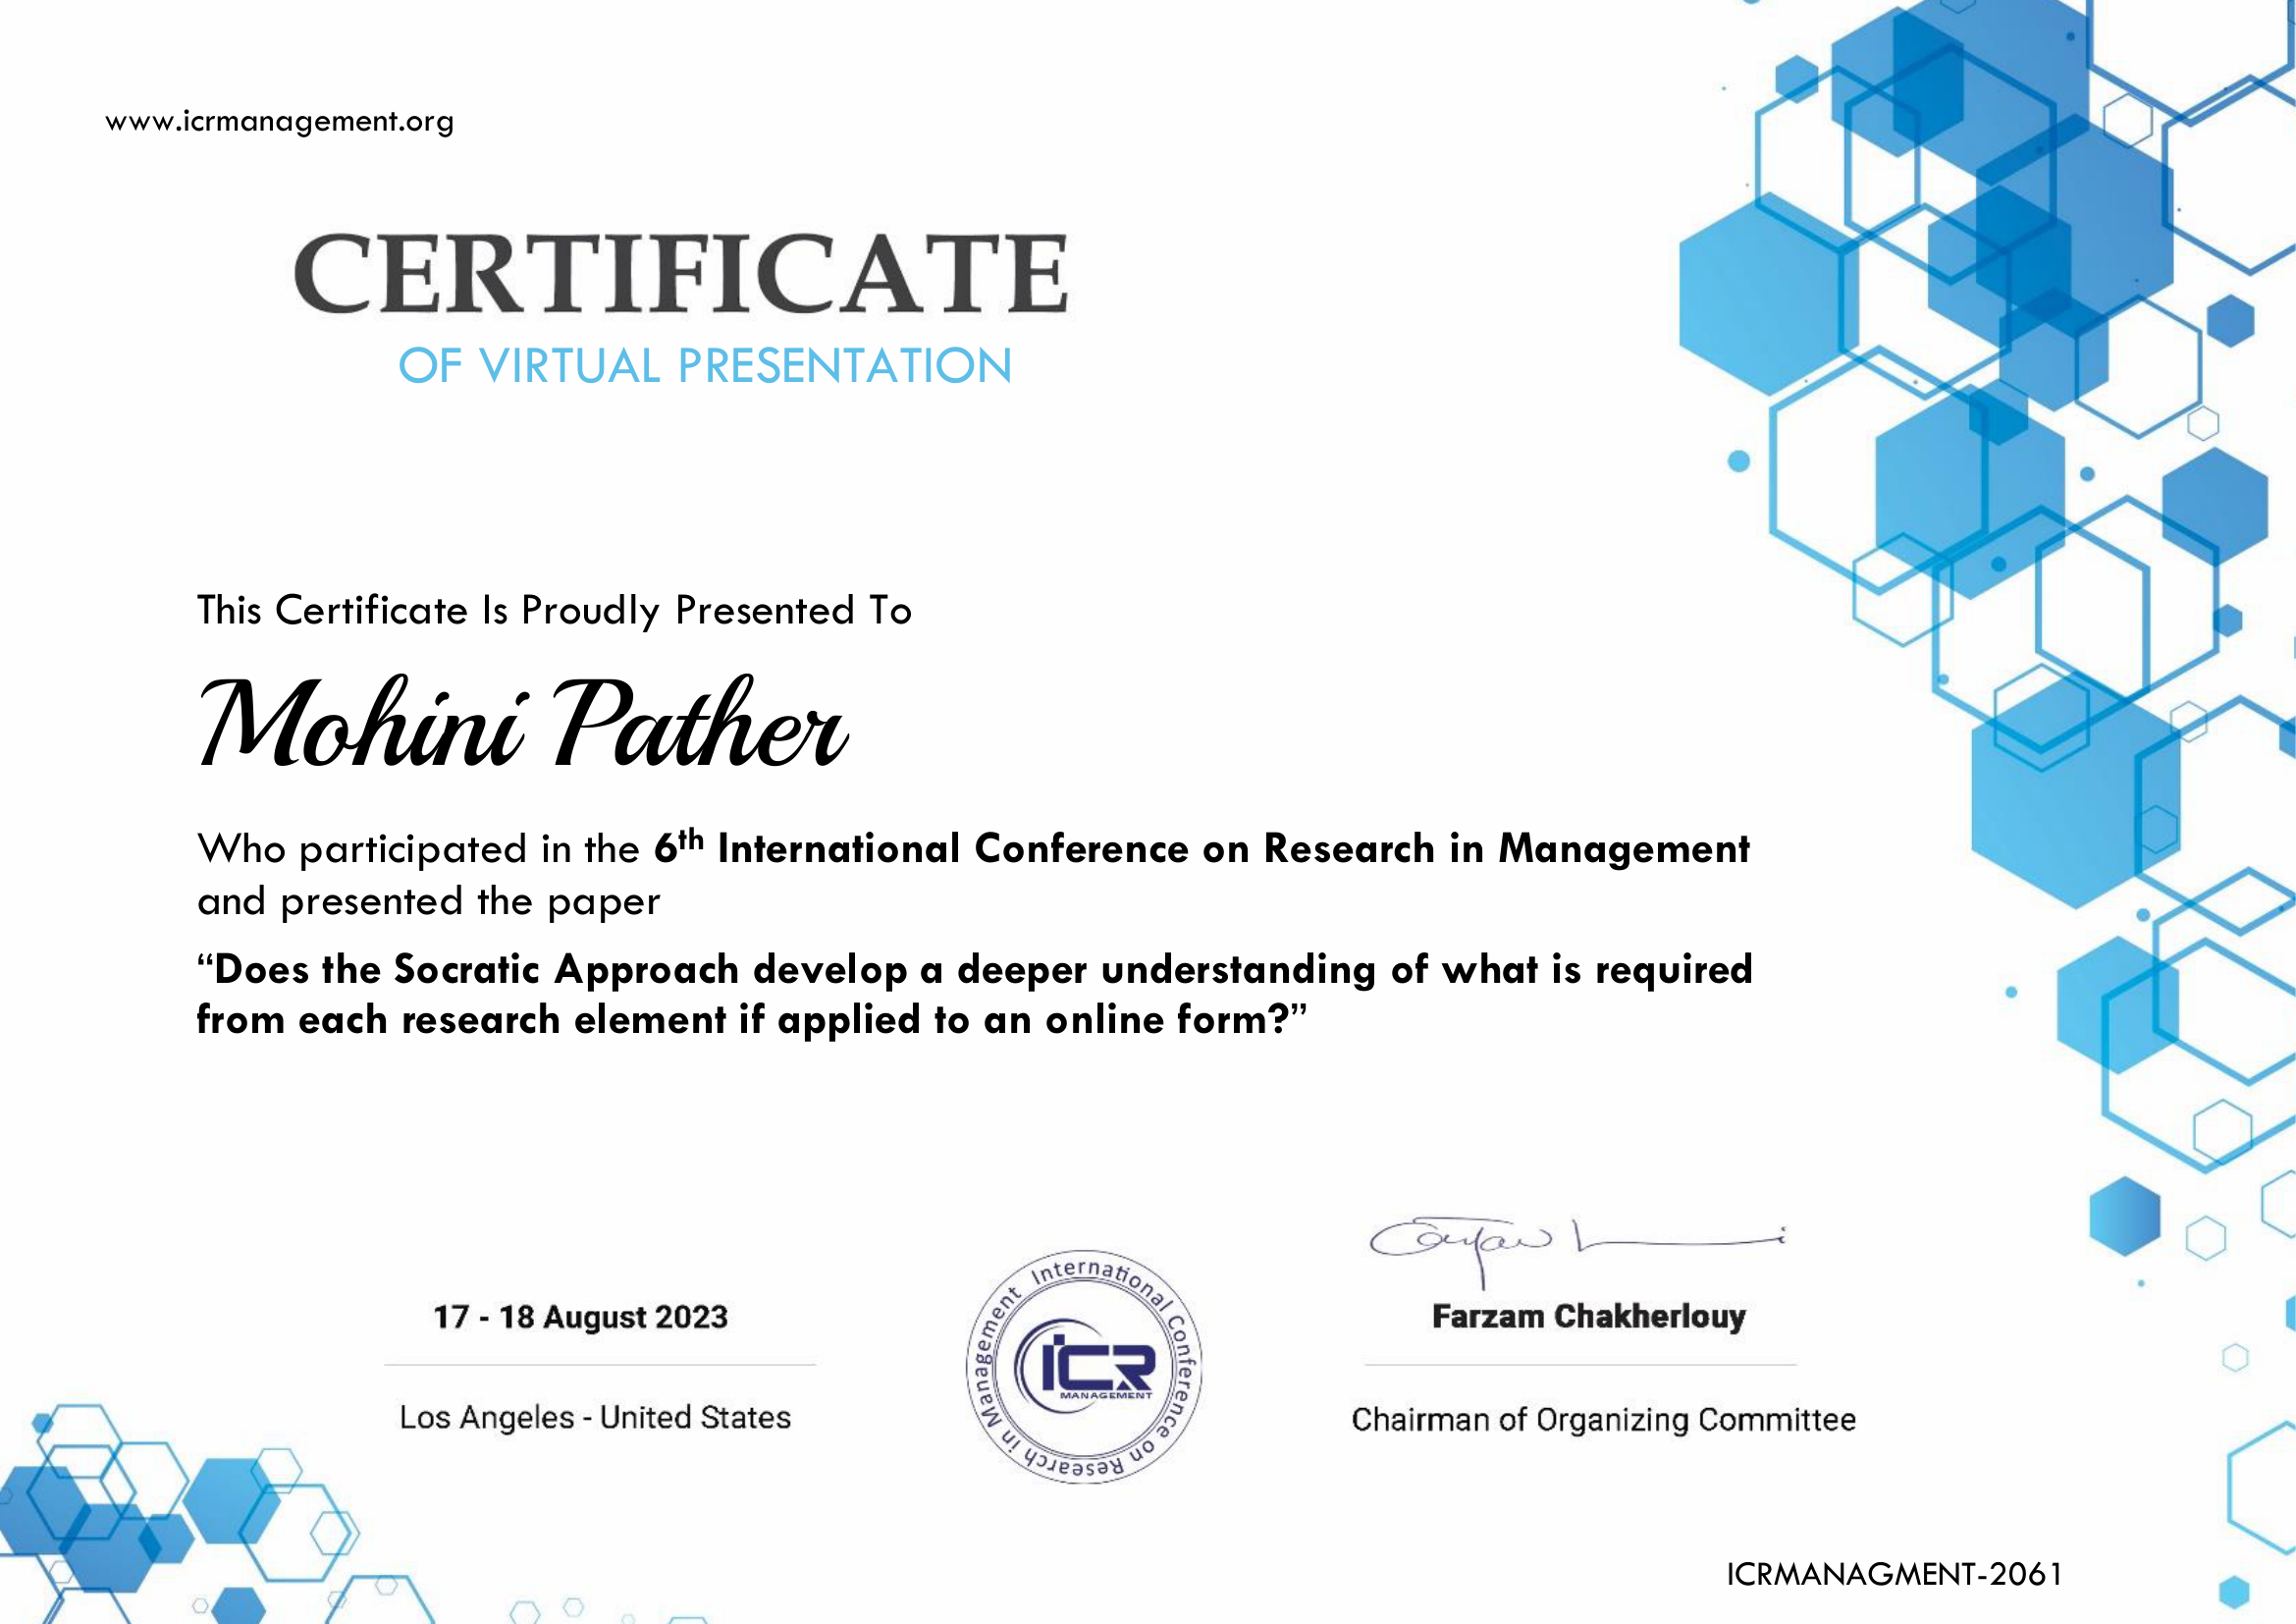 www.icrmanagement.org
CERTIFICATE
OF VIRTUAL PRESENTATION
This Certificate Is Proudly Presented To
Mohini Pather
Who participated in the 6th International Conference on Research in Management
and presented the paper
“Does the Socratic Approach develop a deeper understanding of what is required
from each research element if applied to an online form?”
17 - 18 August 2023
Los Angeles - United States
International Conference on Research in Management
ICR
MANAGEMENT
Farzam Chakherlouy
Chairman of Organizing Committee
ICRMANAGMENT-2061